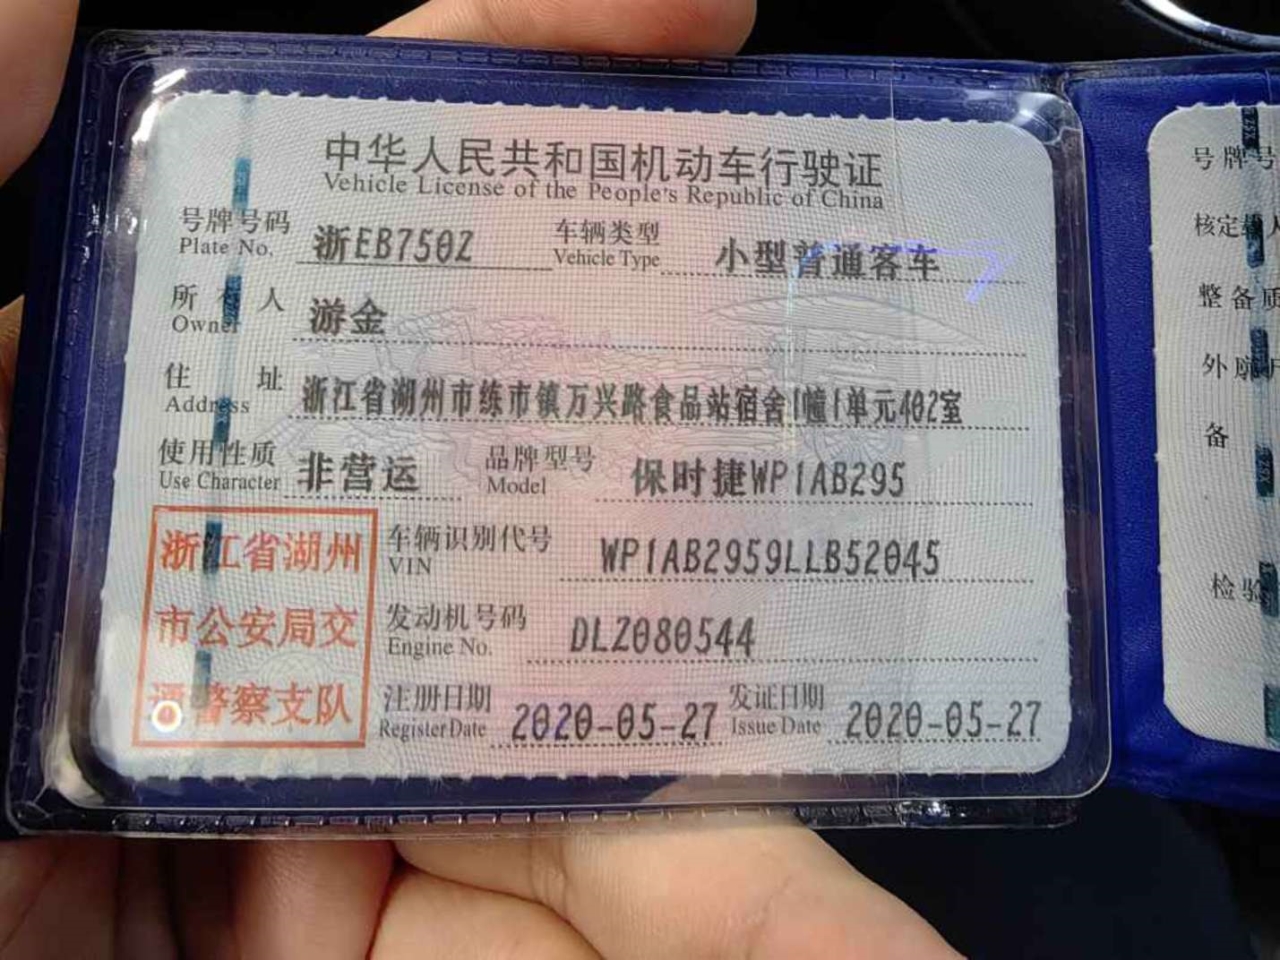 中华人民共和国机动车行驶证
Vehicle License of the People's Republic of China
号牌号码 浙EB750Z 车辆类型 小型普通客车
Plate No. Vehicle Type
所有人 游金
Owner
住址 浙江省湖州市练市镇万兴路食品站宿舍1幢1单元402室
Address
使用性质 非营运 品牌型号 保时捷WP1AB295
Use Character Model
浙江省湖州
市公安局交
通警察支队
车辆识别代号 WP1AB2959LLB52045
VIN
发动机号码 DLZ080544
Engine No.
注册日期 2020-05-27 发证日期 2020-05-27
Register Date Issue Date
号牌号
核定载人
整备质
外廓尺
备
检验